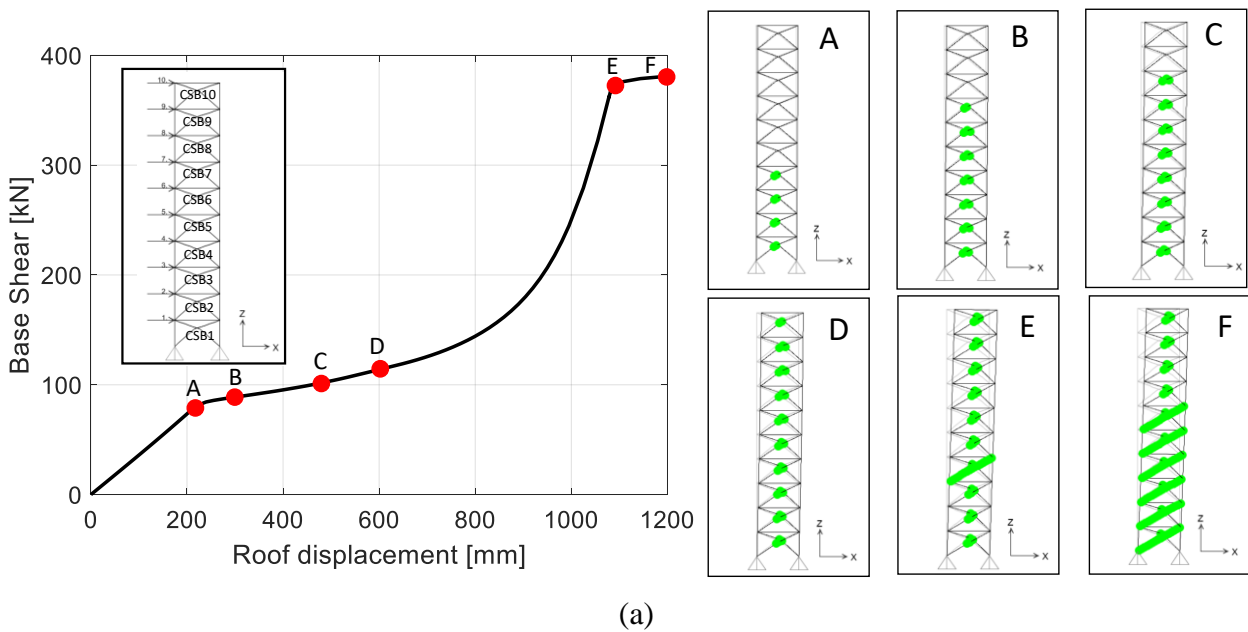 Base Shear [kN]
400
300
200
100
0
0
200
400
600
800
1000
1200
Roof displacement [mm]
A
B
C
D
E
F
10
CSB10
9
CSB9
8
CSB8
7
CSB7
6
CSB6
5
CSB5
4
CSB4
3
CSB3
2
CSB2
1
CSB1
z
x
A
z
x
B
z
x
C
z
x
D
z
x
E
z
x
F
z
x
(a)